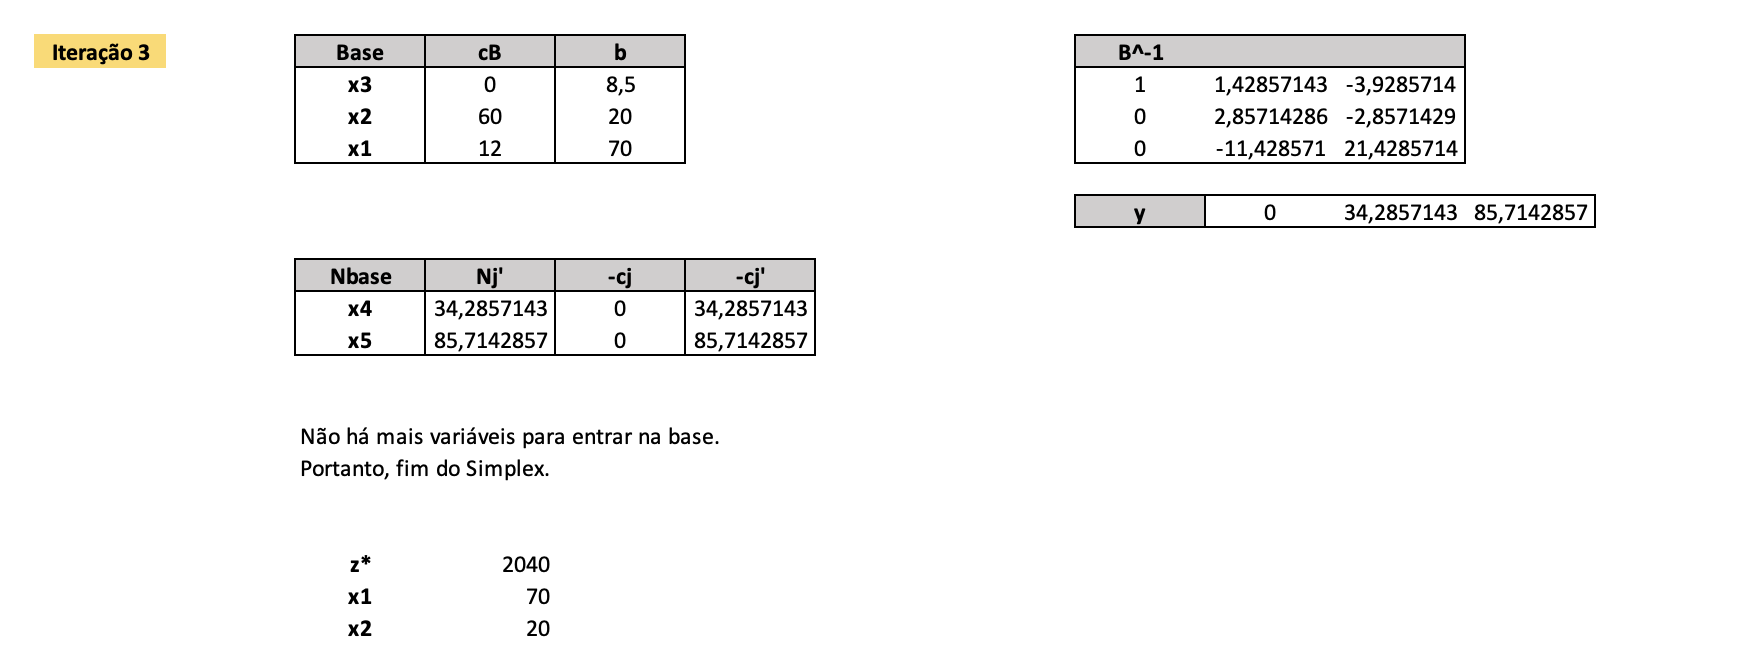 Iteração 3
Base cB b
x3 0 8,5
x2 60 20
x1 12 70
B^-1
1 1,42857143 -3,9285714
0 2,85714286 -2,8571429
0 -11,428571 21,4285714
y 0 34,2857143 85,7142857
Nbase Nj' -cj -cj'
x4 34,2857143 0 34,2857143
x5 85,7142857 0 85,7142857
Não há mais variáveis para entrar na base.
Portanto, fim do Simplex.
z* 2040
x1 70
x2 20